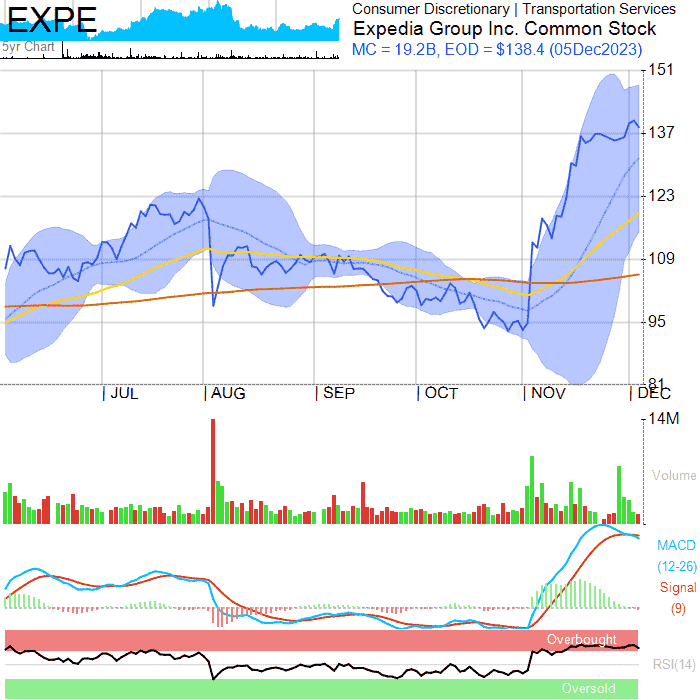 EXPE
5yr Chart
Consumer Discretionary | Transportation Services
Expedia Group Inc. Common Stock
MC = 19.2B, EOD = $138.4 (05Dec2023)
151
137
123
109
95
81
| JUL | AUG | SEP | OCT | NOV | DEC
14M
Volume
MACD
(12-26)
Signal
(9)
Overbought
RSI(14)
Oversold